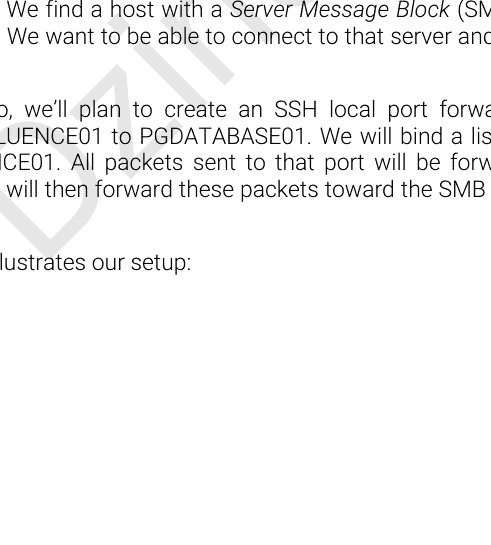 We find a host with a Server Message Block (SM
We want to be able to connect to that server and
o, we'll plan to create an SSH local port forwa
LUENCE01 to PGDATABASE01. We will bind a lis
NCE01. All packets sent to that port will be forw
will then forward these packets toward the SMB
lustrates our setup: